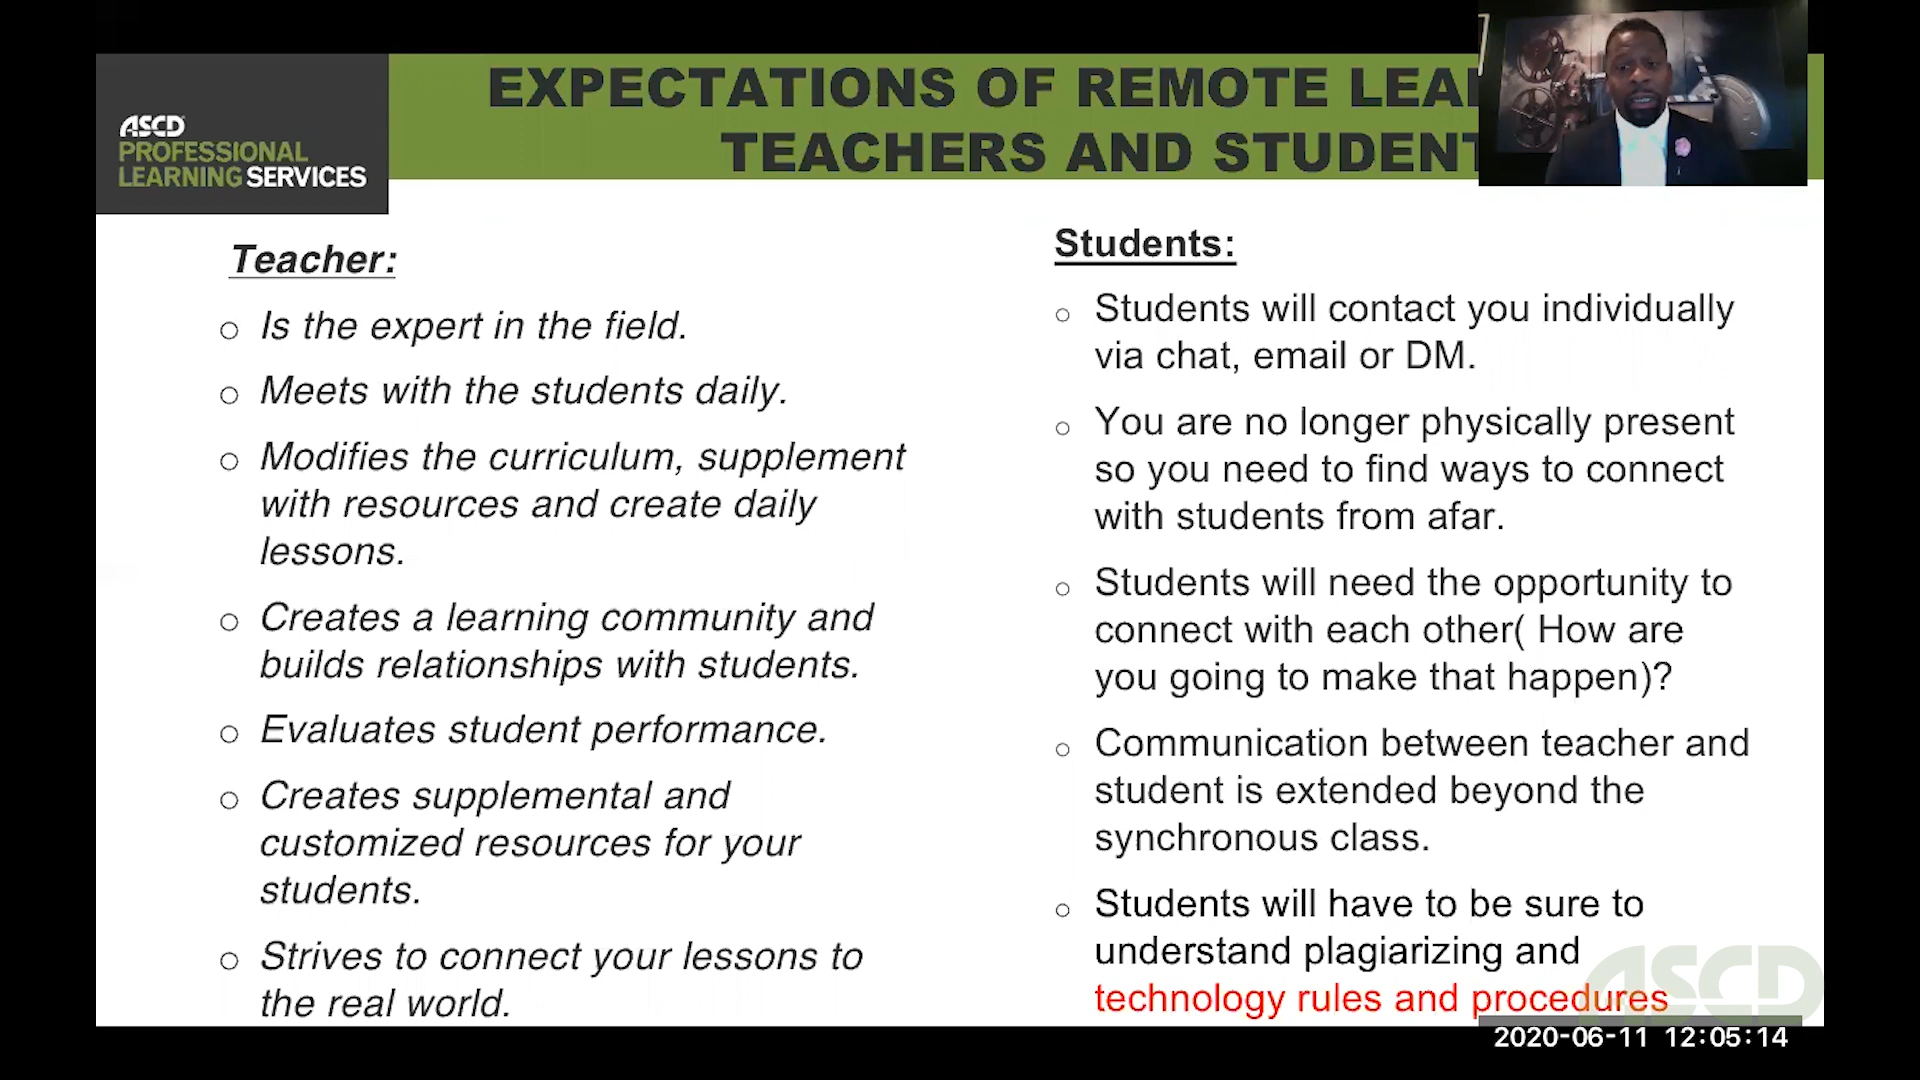 ASCD
PROFESSIONAL
LEARNING SERVICES
EXPECTATIONS OF REMOTE
TEACHERS AND
Teacher:
o Is the expert in the field.
o Meets with the students daily.
o Modifies the curriculum, supplement
with resources and create daily
lessons.
o Creates a learning community and
builds relationships with students.
o Evaluates student performance.
o Creates supplemental and
customized resources for your
students.
o Strives to connect your lessons to
the real world.
Students:
o Students will contact you individually
via chat, email or DM.
o You are no longer physically present
so you need to find ways to connect
with students from afar.
o Students will need the opportunity to
connect with each other( How are
you going to make that happen)?
o Communication between teacher and
student is extended beyond the
synchronous class.
o Students will have to be sure to
understand plagiarizing and
technology rules and procedures
ASCD
2020-06-11 12:05:14